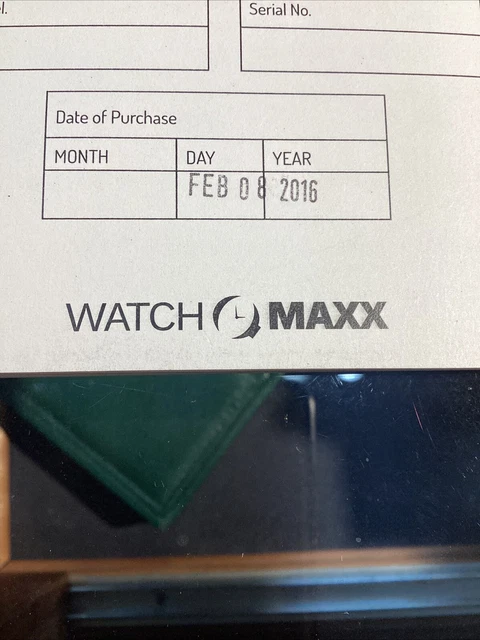 Serial No.
Date of Purchase
MONTH DAY YEAR
FEB 08 2016
WATCH MAXX